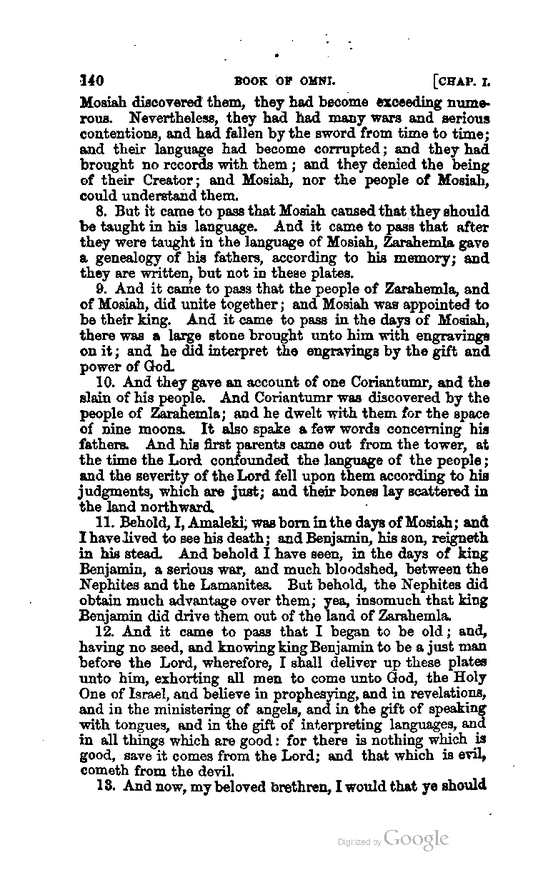 140 BOOK OF OMNI. [CHAP. I.
Mosiah discovered them, they had become exceeding nume-
rous. Nevertheless, they had had many wars and serious
contentions, and had fallen by the sword from time to time;
and their language had become corrupted; and they had
brought no records with them; and they denied the being
of their Creator; and Mosiah, nor the people of Mosiah,
could understand them.
8. But it came to pass that Mosiah caused that they should
be taught in his language. And it came to pass that after
they were taught in the language of Mosiah, Zarahemla gave
a genealogy of his fathers, according to his memory; and
they are written, but not in these plates.
9. And it came to pass that the people of Zarahemla, and
of Mosiah, did unite together; and Mosiah was appointed to
be their king. And it came to pass in the days of Mosiah,
there was a large stone brought unto him with engravings
on it; and he did interpret the engravings by the gift and
power of God.
10. And they gave an account of one Coriantumr, and the
slain of his people. And Coriantumr was discovered by the
people of Zarahemla; and he dwelt with them for the space
of nine moons. It also spake a few words concerning his
fathers. And his first parents came out from the tower, at
the time the Lord confounded the language of the people;
and the severity of the Lord fell upon them according to his
judgments, which are just; and their bones lay scattered in
the land northward.
11. Behold, I, Amaleki, was born in the days of Mosiah; and
I have lived to see his death; and Benjamin, his son, reigneth
in his stead. And behold I have seen, in the days of king
Benjamin, a serious war, and much bloodshed, between the
Nephites and the Lamanites. But behold, the Nephites did
obtain much advantage over them; yea, insomuch that king
Benjamin did drive them out of the land of Zarahemla.
12. And it came to pass that I began to be old; and,
having no seed, and knowing king Benjamin to be a just man
before the Lord, wherefore, I shall deliver up these plates
unto him, exhorting all men to come unto God, the Holy
One of Israel, and believe in prophesying, and in revelations,
and in the ministering of angels, and in the gift of speaking
with tongues, and in the gift of interpreting languages, and
in all things which are good: for there is nothing which is
good, save it comes from the Lord; and that which is evil,
cometh from the devil.
13. And now, my beloved brethren, I would that ye should
Digitized by Google